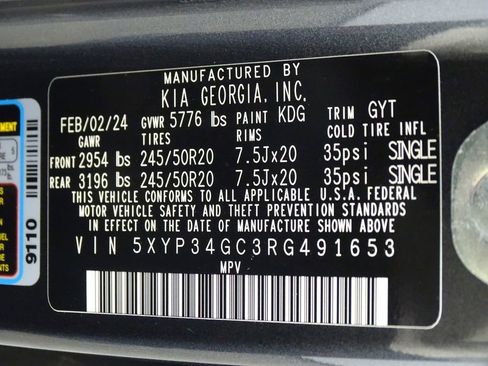 MANUFACTURED BY
KIA GEORGIA, INC.
FEB/02/24 GVWR 5776 lbs PAINT KDG TRIM GYT
GAWR TIRES RIMS COLD TIRE INFL
FRONT 2954 lbs 245/50R20 7.5Jx20 35psi SINGLE
REAR 3196 lbs 245/50R20 7.5Jx20 35psi SINGLE
THIS VEHICLE CONFORMS TO ALL APPLICABLE U.S.A. FEDERAL
MOTOR VEHICLE SAFETY AND THEFT PREVENTION STANDARDS
IN EFFECT ON THE DATE OF MANUFACTURE SHOWN ABOVE.
VIN 5XYP34GC3RG491653
MPV
9110